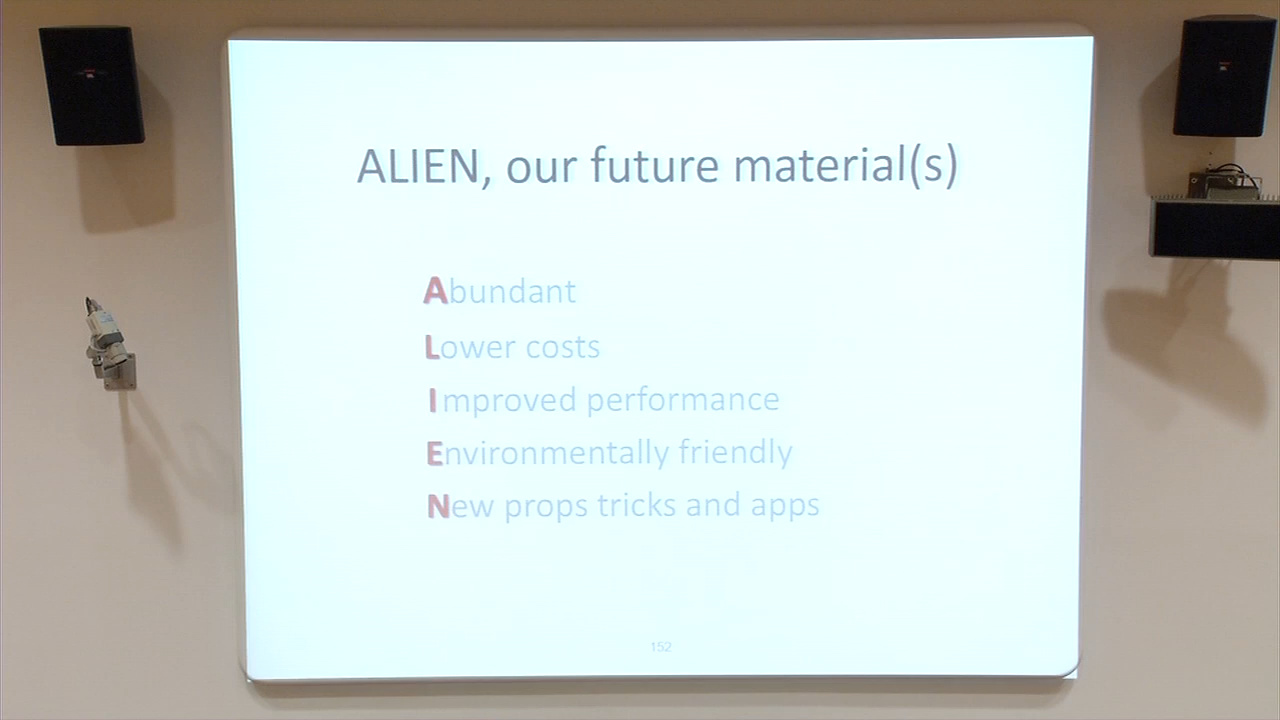 ALIEN, our future material(s)
Abundant
Lower costs
Improved performance
Environmentally friendly
New props tricks and apps
152